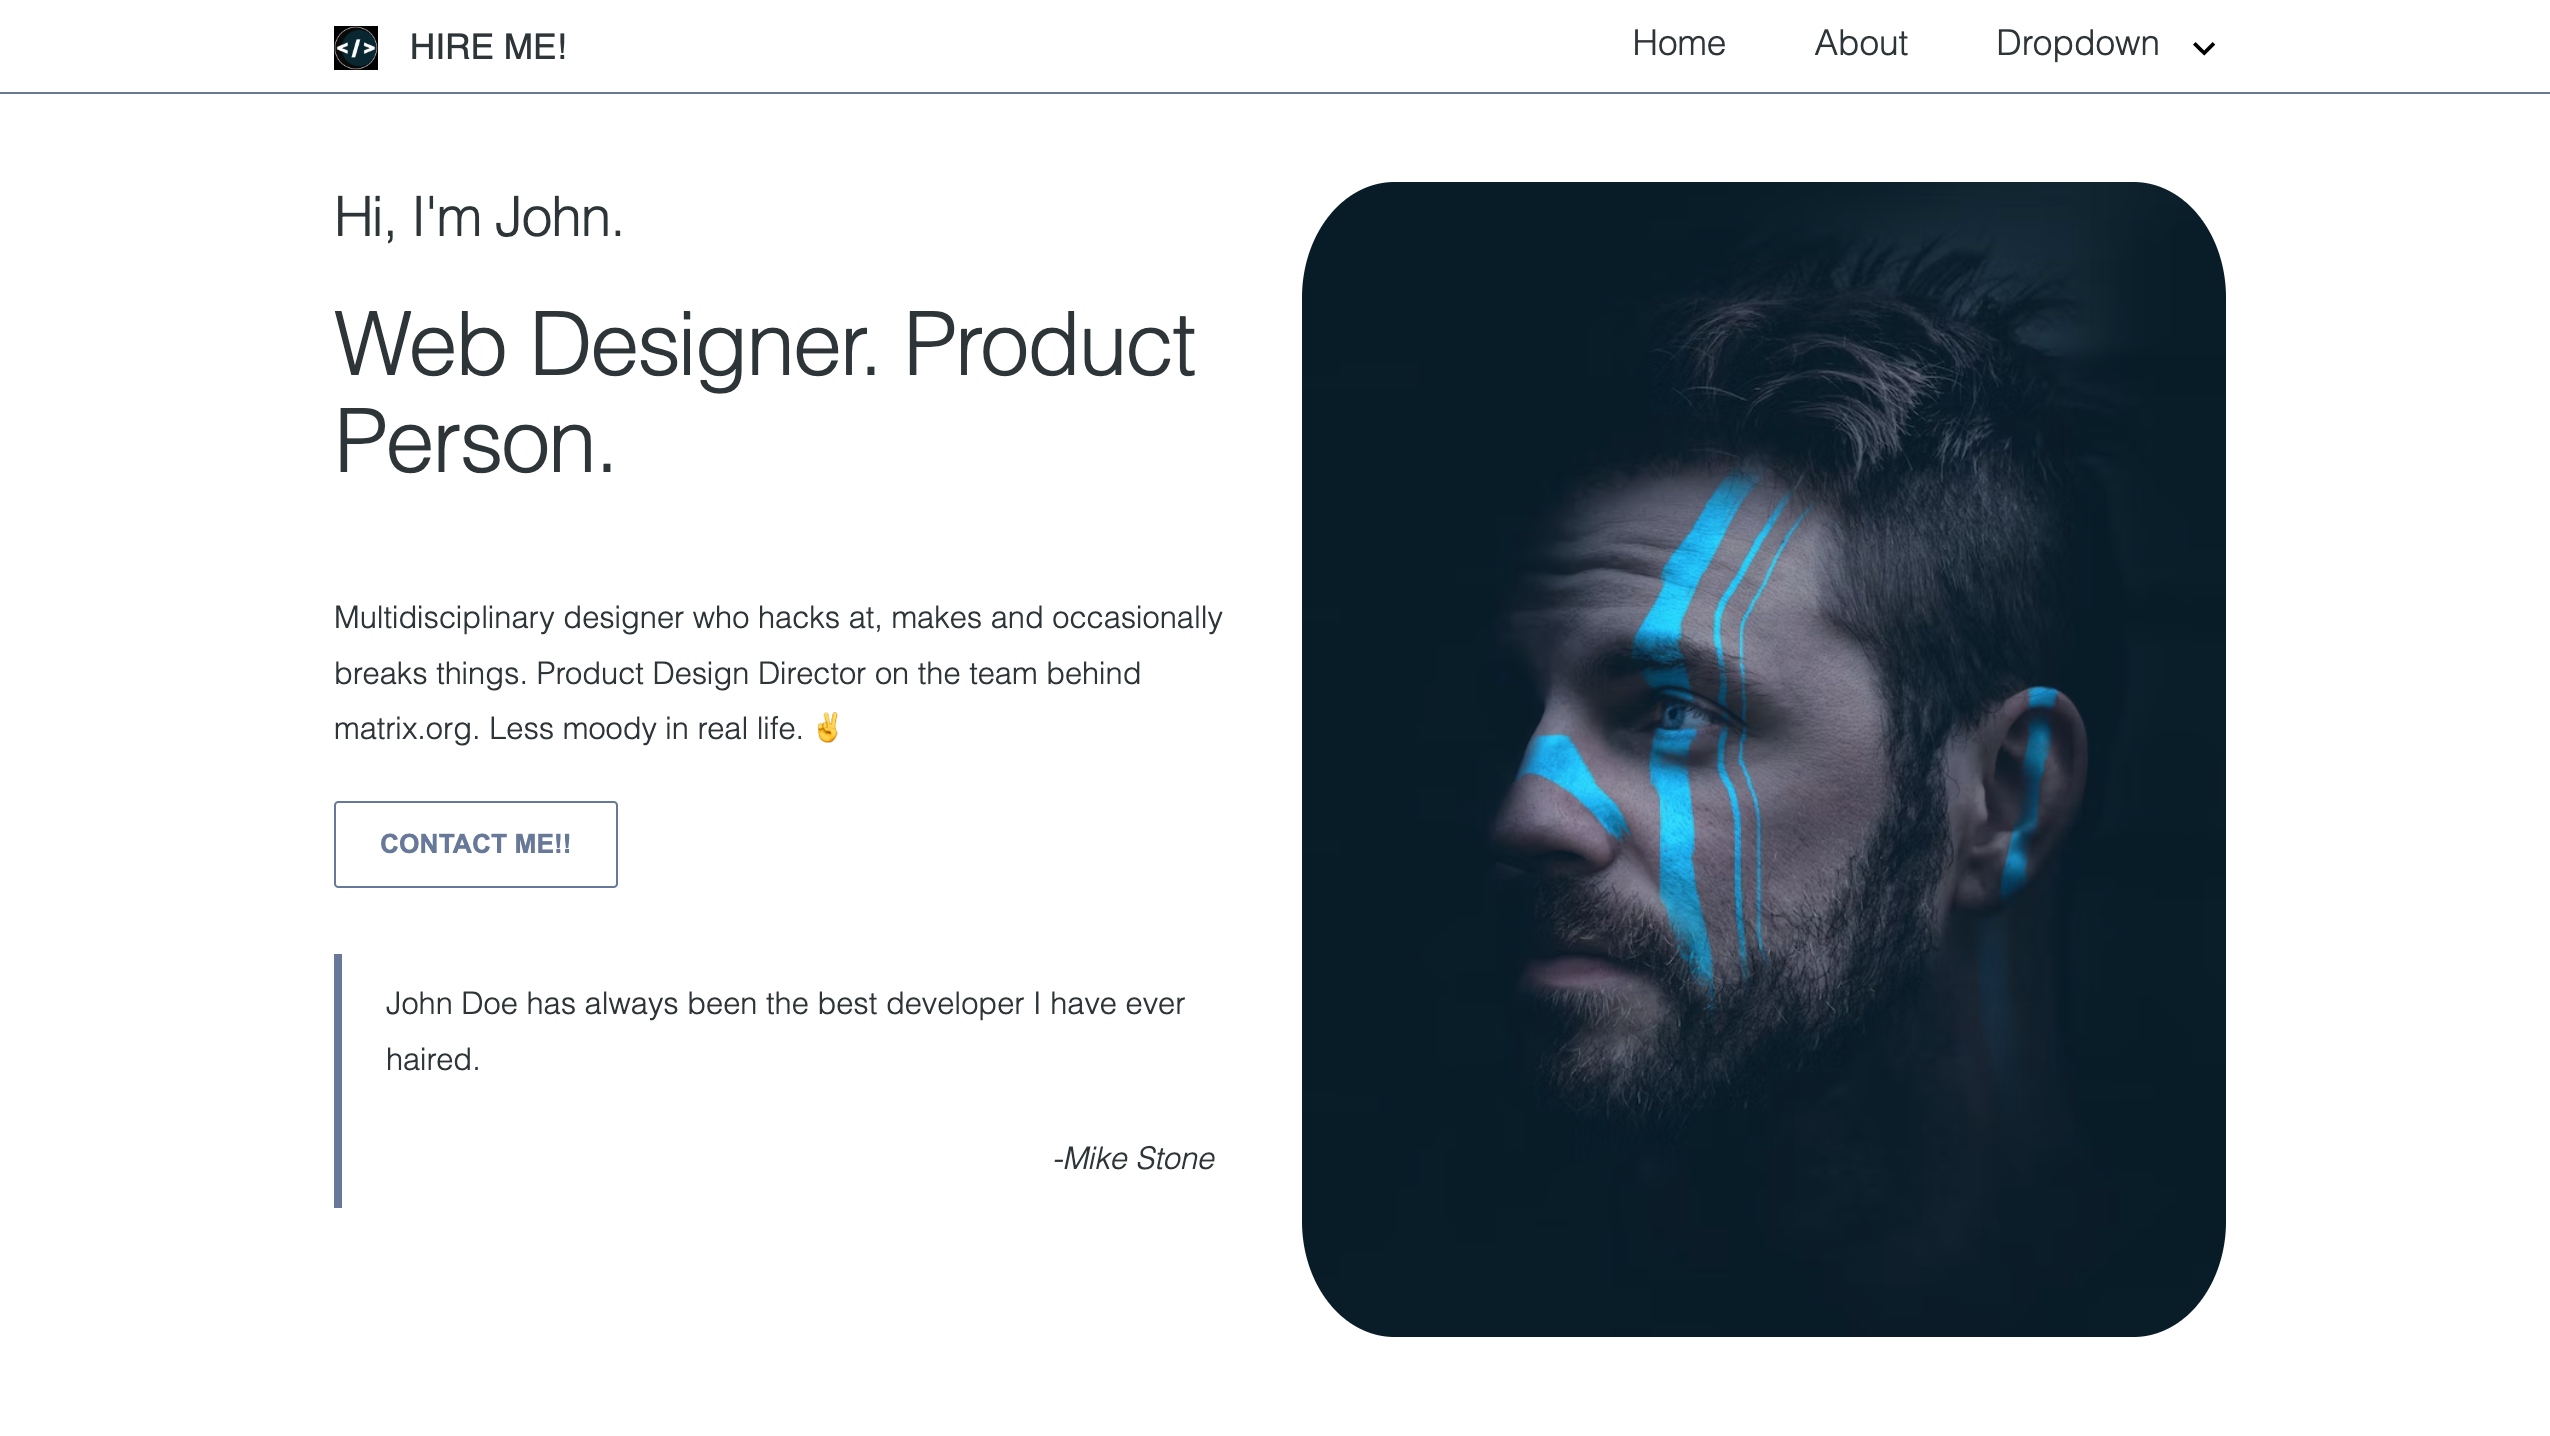 </> HIRE ME!
Home About Dropdown
Hi, I'm John.
Web Designer. Product
Person.
Multidisciplinary designer who hacks at, makes and occasionally
breaks things. Product Design Director on the team behind
matrix.org. Less moody in real life. ✌️
CONTACT ME!!
John Doe has always been the best developer I have ever
haired.
-Mike Stone